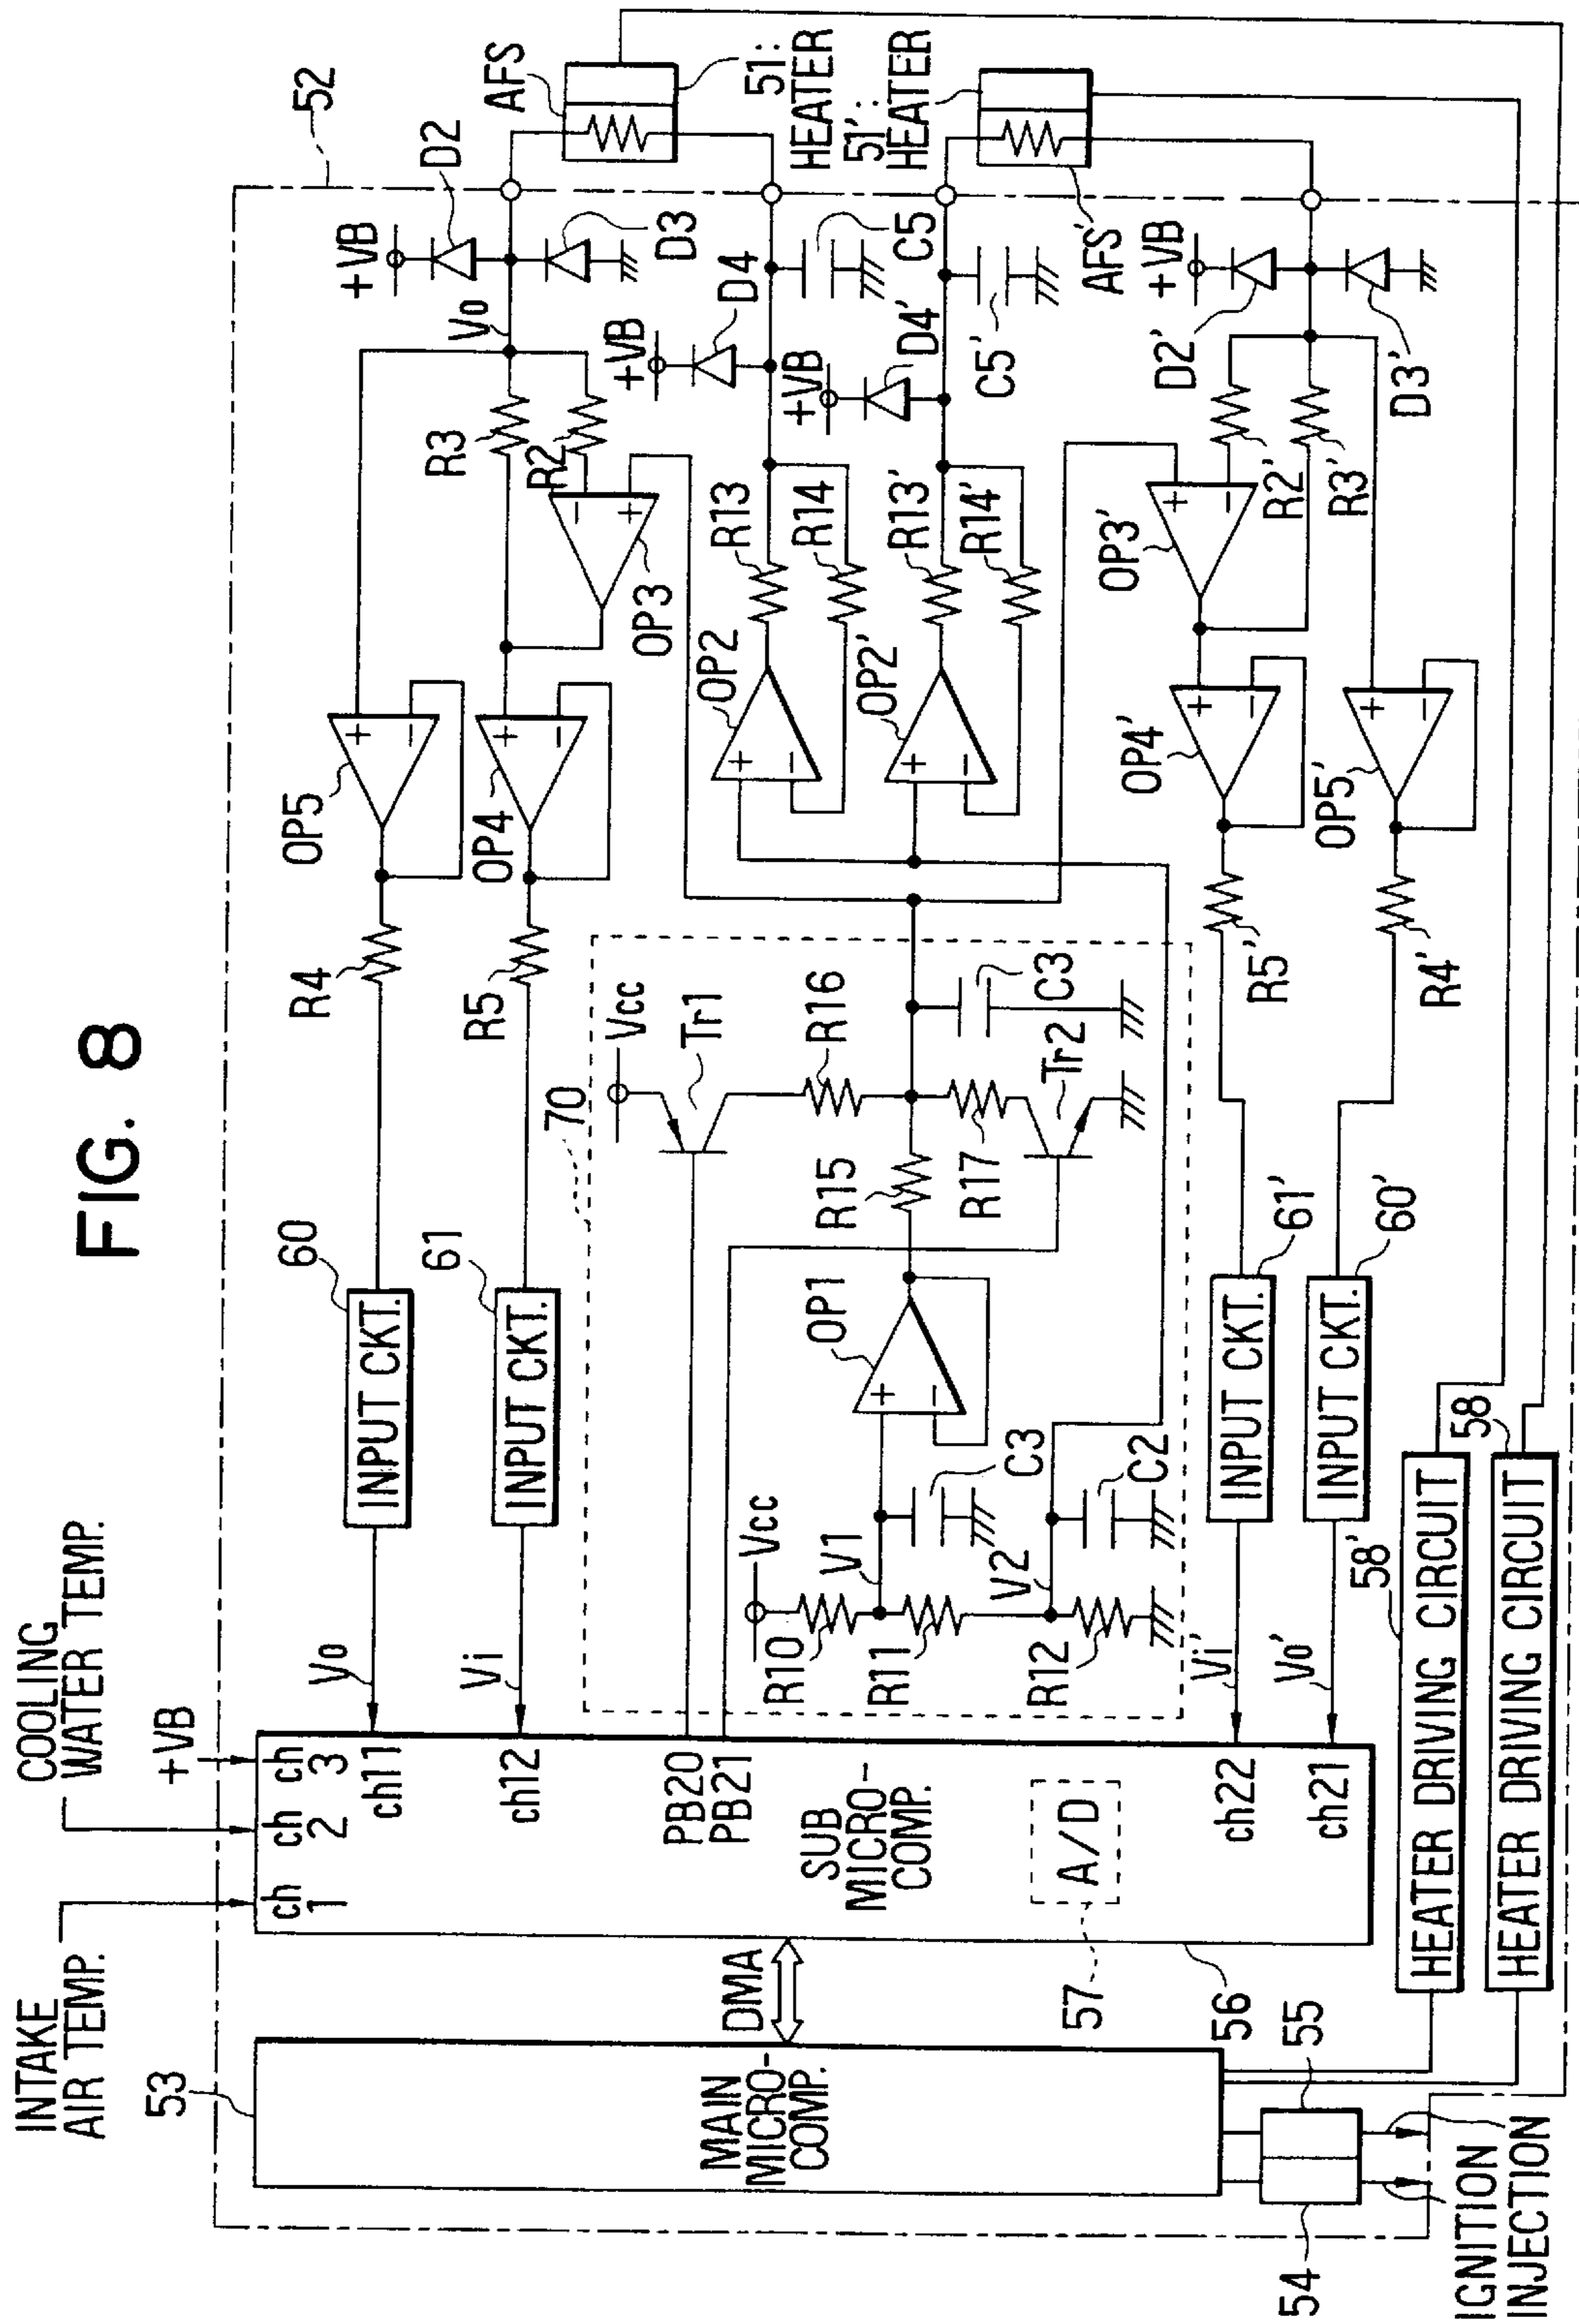 FIG. 8
INTAKE
AIR TEMP.
COOLING
WATER TEMP.
+VB
53
MAIN
MICRO-
COMP.
DMA
ch
1
ch
2
ch
3
ch11
ch12
PB20
PB21
SUB
MICRO-
COMP.
A/D
57
56
ch22
ch21
54
55
IGNITION
INJECTION
Vo
Vi
Vi'
Vo'
60
INPUT CKT.
61
INPUT CKT.
61'
INPUT CKT.
60'
INPUT CKT.
58'
HEATER DRIVING CIRCUIT
58
HEATER DRIVING CIRCUIT
70
Vcc
R10
V1
R11
V2
R12
C3
C2
OP1
+
−
R15
Vcc
Tr1
R16
R17
Tr2
C3
R4
R5
R5'
R4'
OP5
+
−
OP4
+
−
OP3
−
+
R3
R2
Vo
+VB
D2
D3
52
AFS
51:
HEATER
51':
HEATER
OP2
+
−
R13
R14
+VB
D4
C5
OP2'
+
−
R13'
R14'
+VB
D4'
C5'
AFS'
OP3'
+
−
OP4'
+
−
OP5'
+
−
R2'
R3'
+VB
D2'
D3'